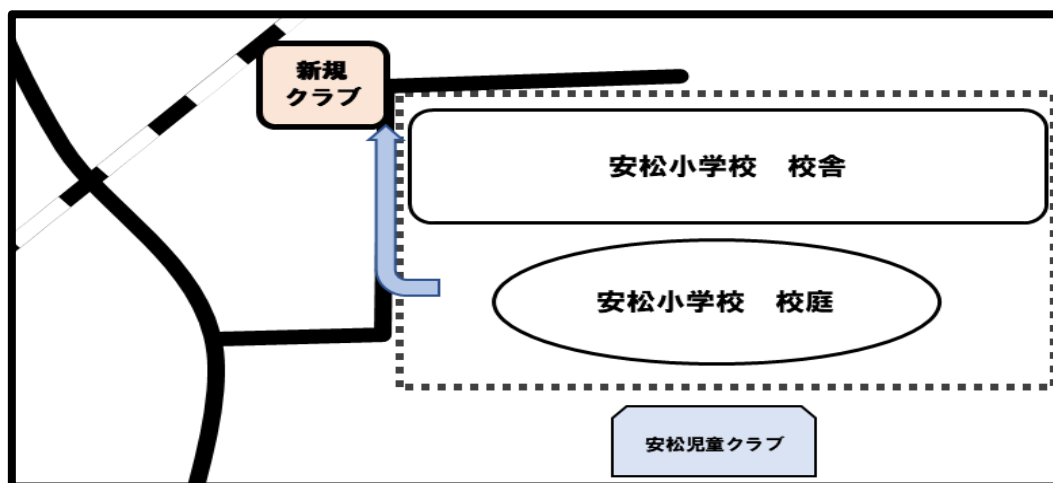 新規
クラブ
安松小学校　校舎
安松小学校　校庭
安松児童クラブ